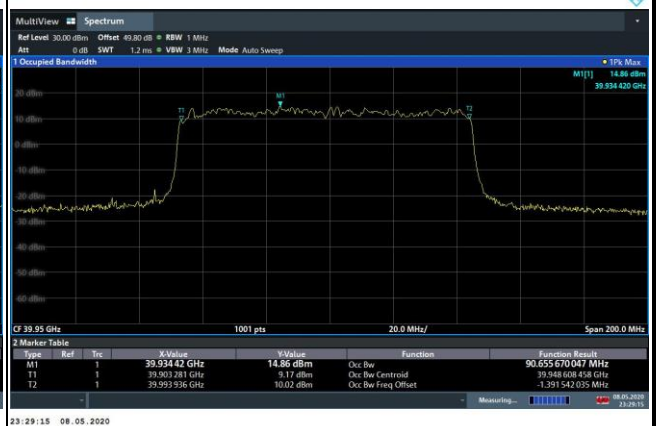 MultiView Spectrum
Ref Level 30.00 dBm Offset 49.80 dB RBW 1 MHz
Att 0 dB SWT 1.2 ms VBW 3 MHz Mode Auto Sweep
1 Occupied Bandwidth 1Pk Max
M1[1] 14.86 dBm
39.934 420 GHz
20 dBm
M1
T1 T2
10 dBm
0 dBm
-10 dBm
-20 dBm
-30 dBm
-40 dBm
-50 dBm
-60 dBm
CF 39.95 GHz 1001 pts 20.0 MHz/ Span 200.0 MHz
2 Marker Table
Type Ref Trc X-Value Y-Value Function Function Result
M1 1 39.934 42 GHz 14.86 dBm Occ Bw 90.655 670 047 MHz
T1 1 39.903 281 GHz 9.17 dBm Occ Bw Centroid 39.948 608 458 GHz
T2 1 39.993 936 GHz 10.02 dBm Occ Bw Freq Offset -1.391 542 035 MHz
Measuring... 08.05.2020
23:29:15
23:29:15 08.05.2020